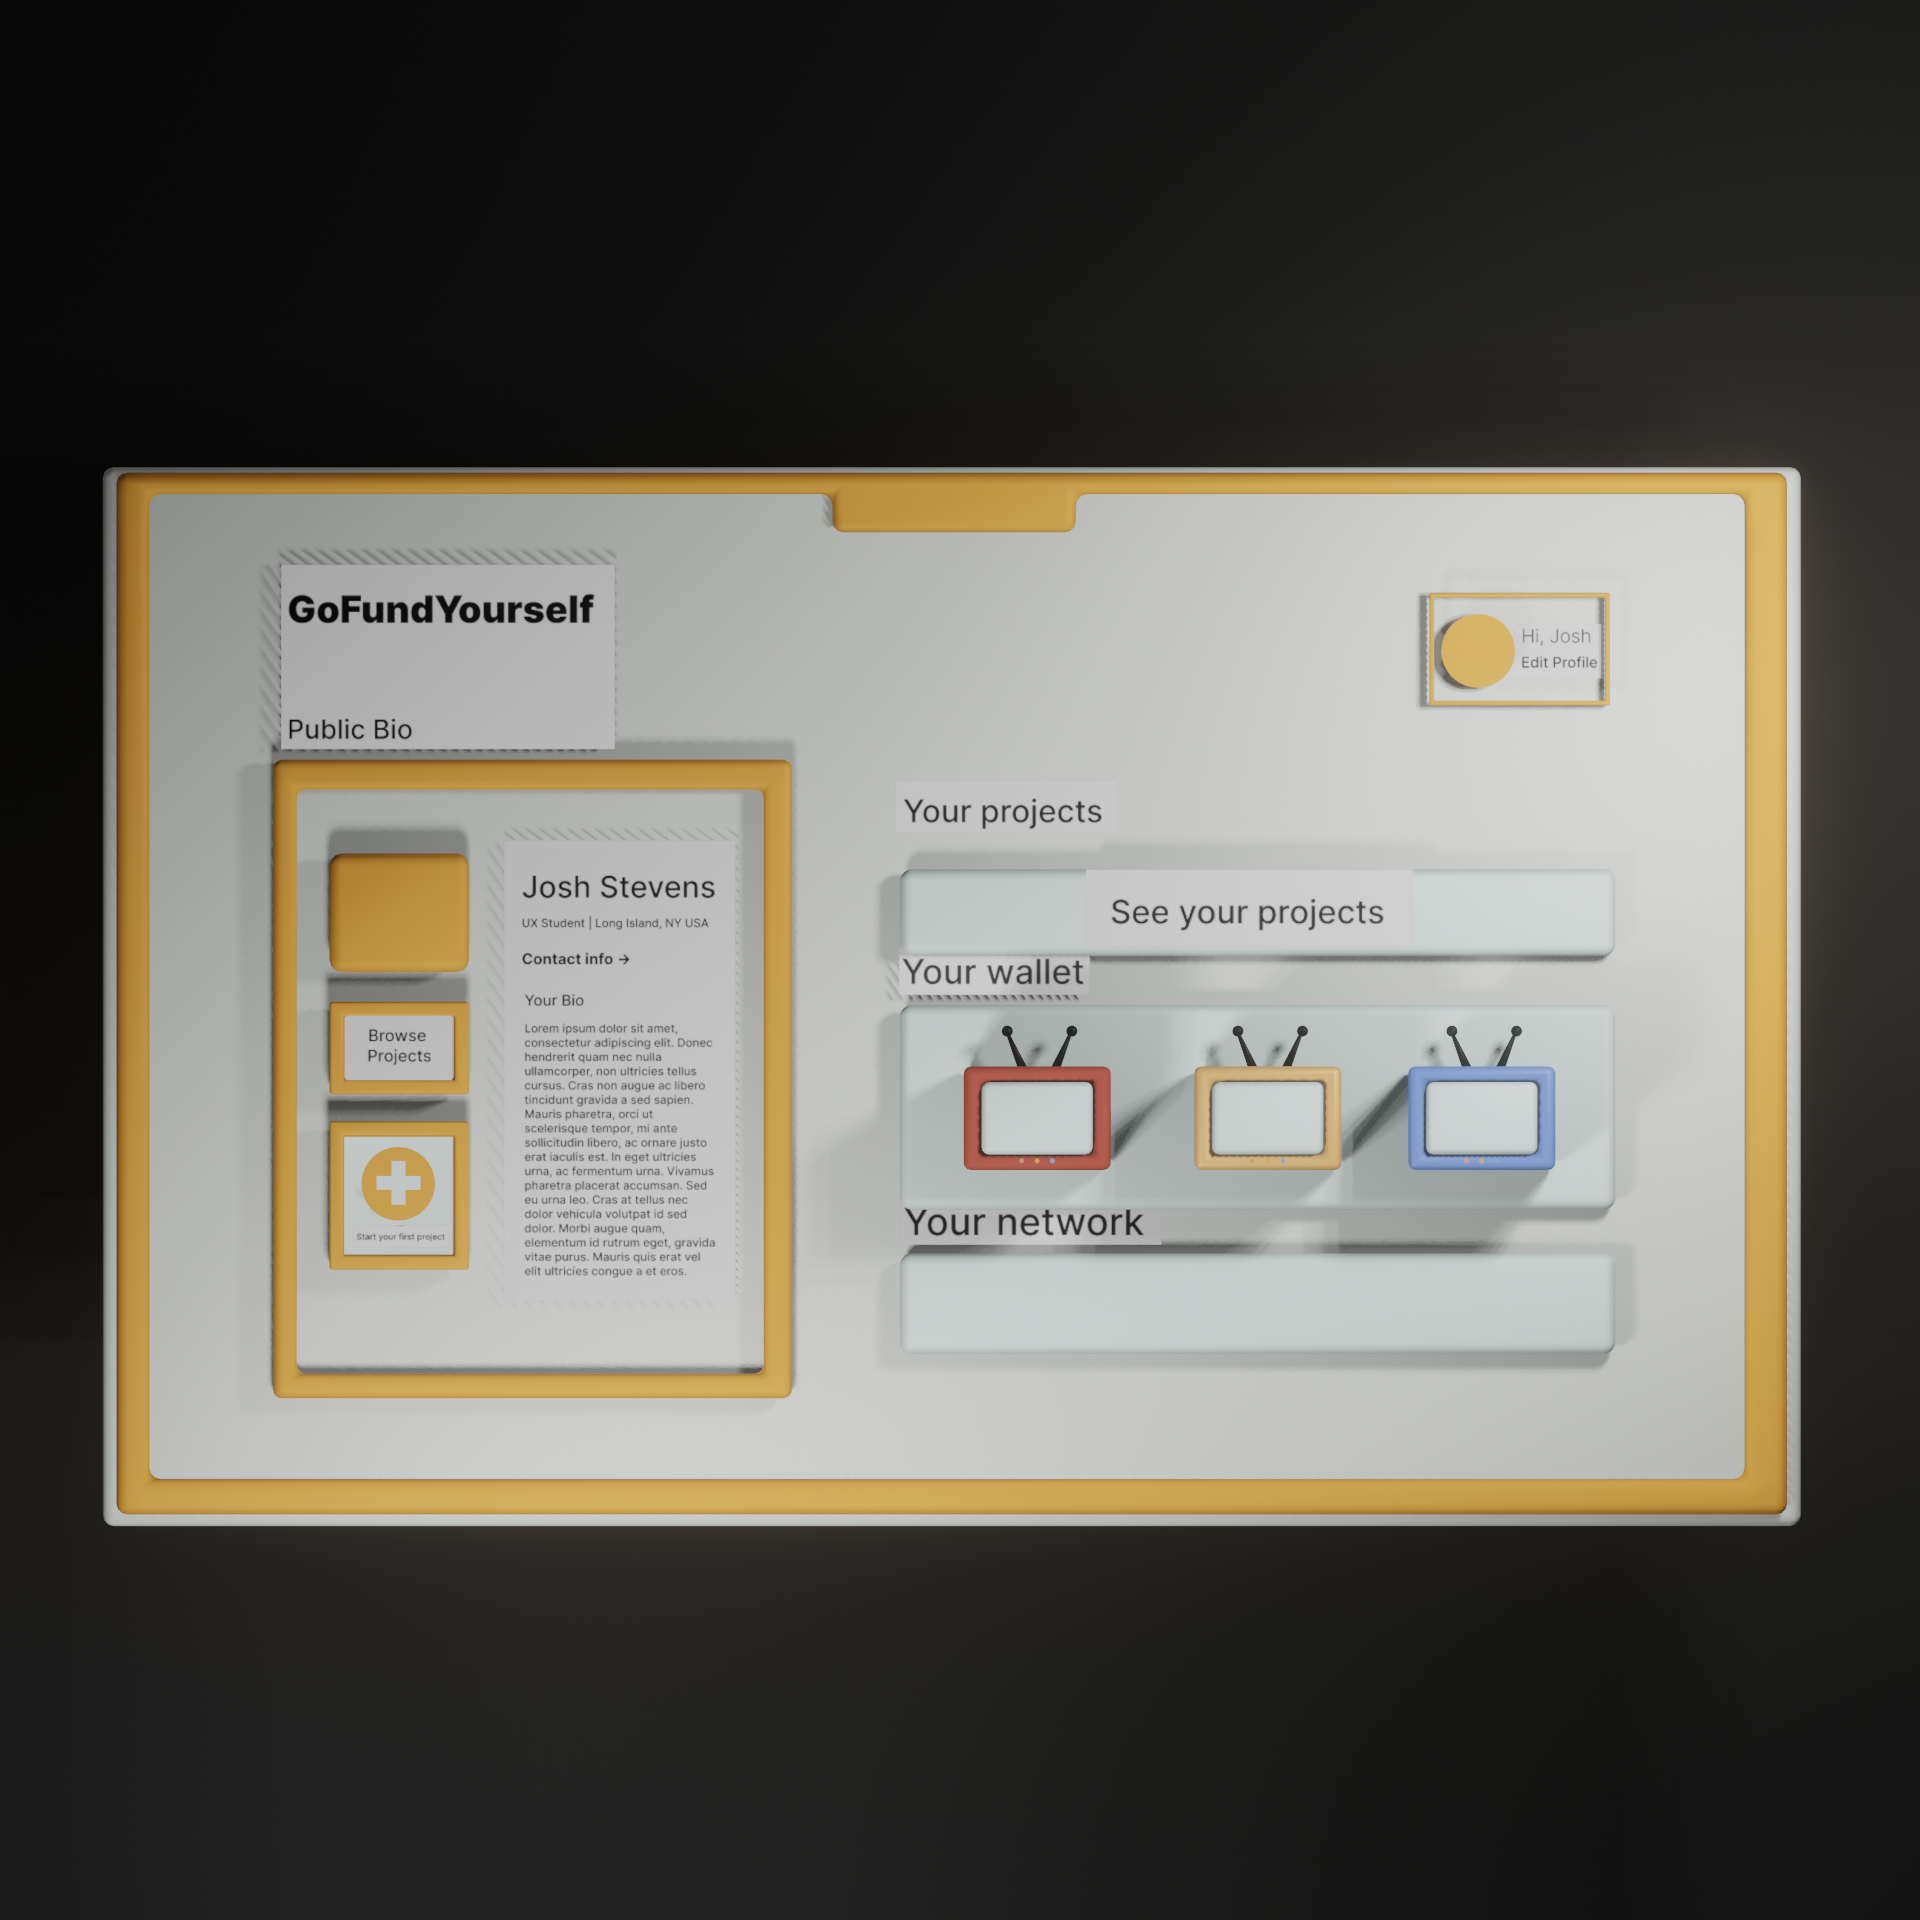 GoFundYourself
Public Bio
Hi, Josh
Edit Profile
Josh Stevens
UX Student | Long Island, NY USA
Contact info →
Your Bio
Lorem ipsum dolor sit amet,
consectetur adipiscing elit. Donec
hendrerit quam nec nulla
ullamcorper, non ultricies tellus
cursus. Cras non augue ac libero
tincidunt gravida a sed sapien.
Mauris pharetra, orci ut
scelerisque tempor, mi ante
sollicitudin libero, ac ornare justo
erat iaculis est. In eget ultricies
urna, ac fermentum urna. Vivamus
pharetra placerat accumsan. Sed
eu urna leo. Cras at tellus nec
dolor vehicula volutpat id sed
dolor. Morbi augue quam,
elementum id rutrum eget, gravida
vitae purus. Mauris quis erat vel
elit ultricies congue a et eros.
Browse
Projects
Start your first project
Your projects
See your projects
Your wallet
Your network